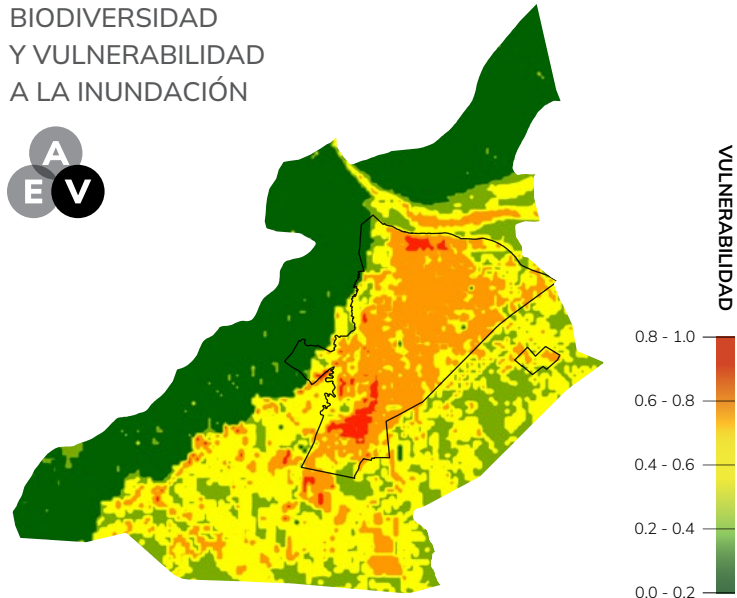 BIODIVERSIDAD
Y VULNERABILIDAD
A LA INUNDACIÓN
A
E V
VULNERABILIDAD
0.8 - 1.0
0.6 - 0.8
0.4 - 0.6
0.2 - 0.4
0.0 - 0.2